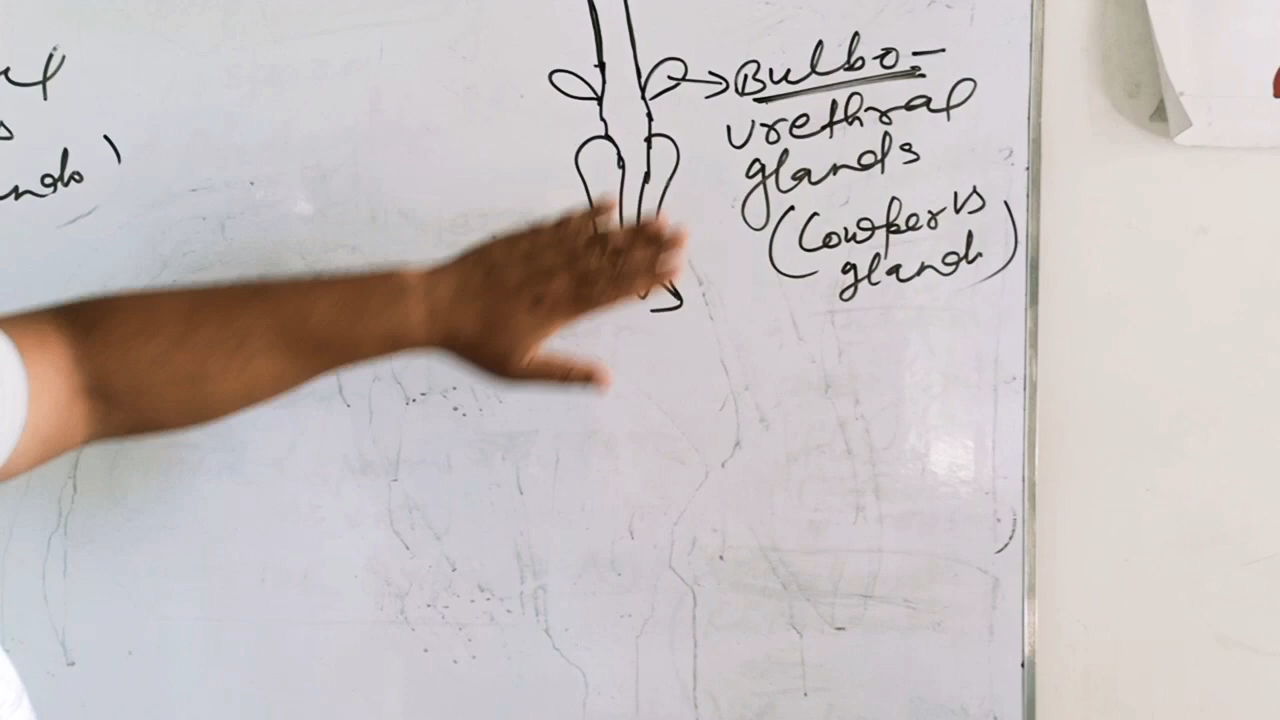 Bulbo-
urethral
glands
(Cowper's
gland)